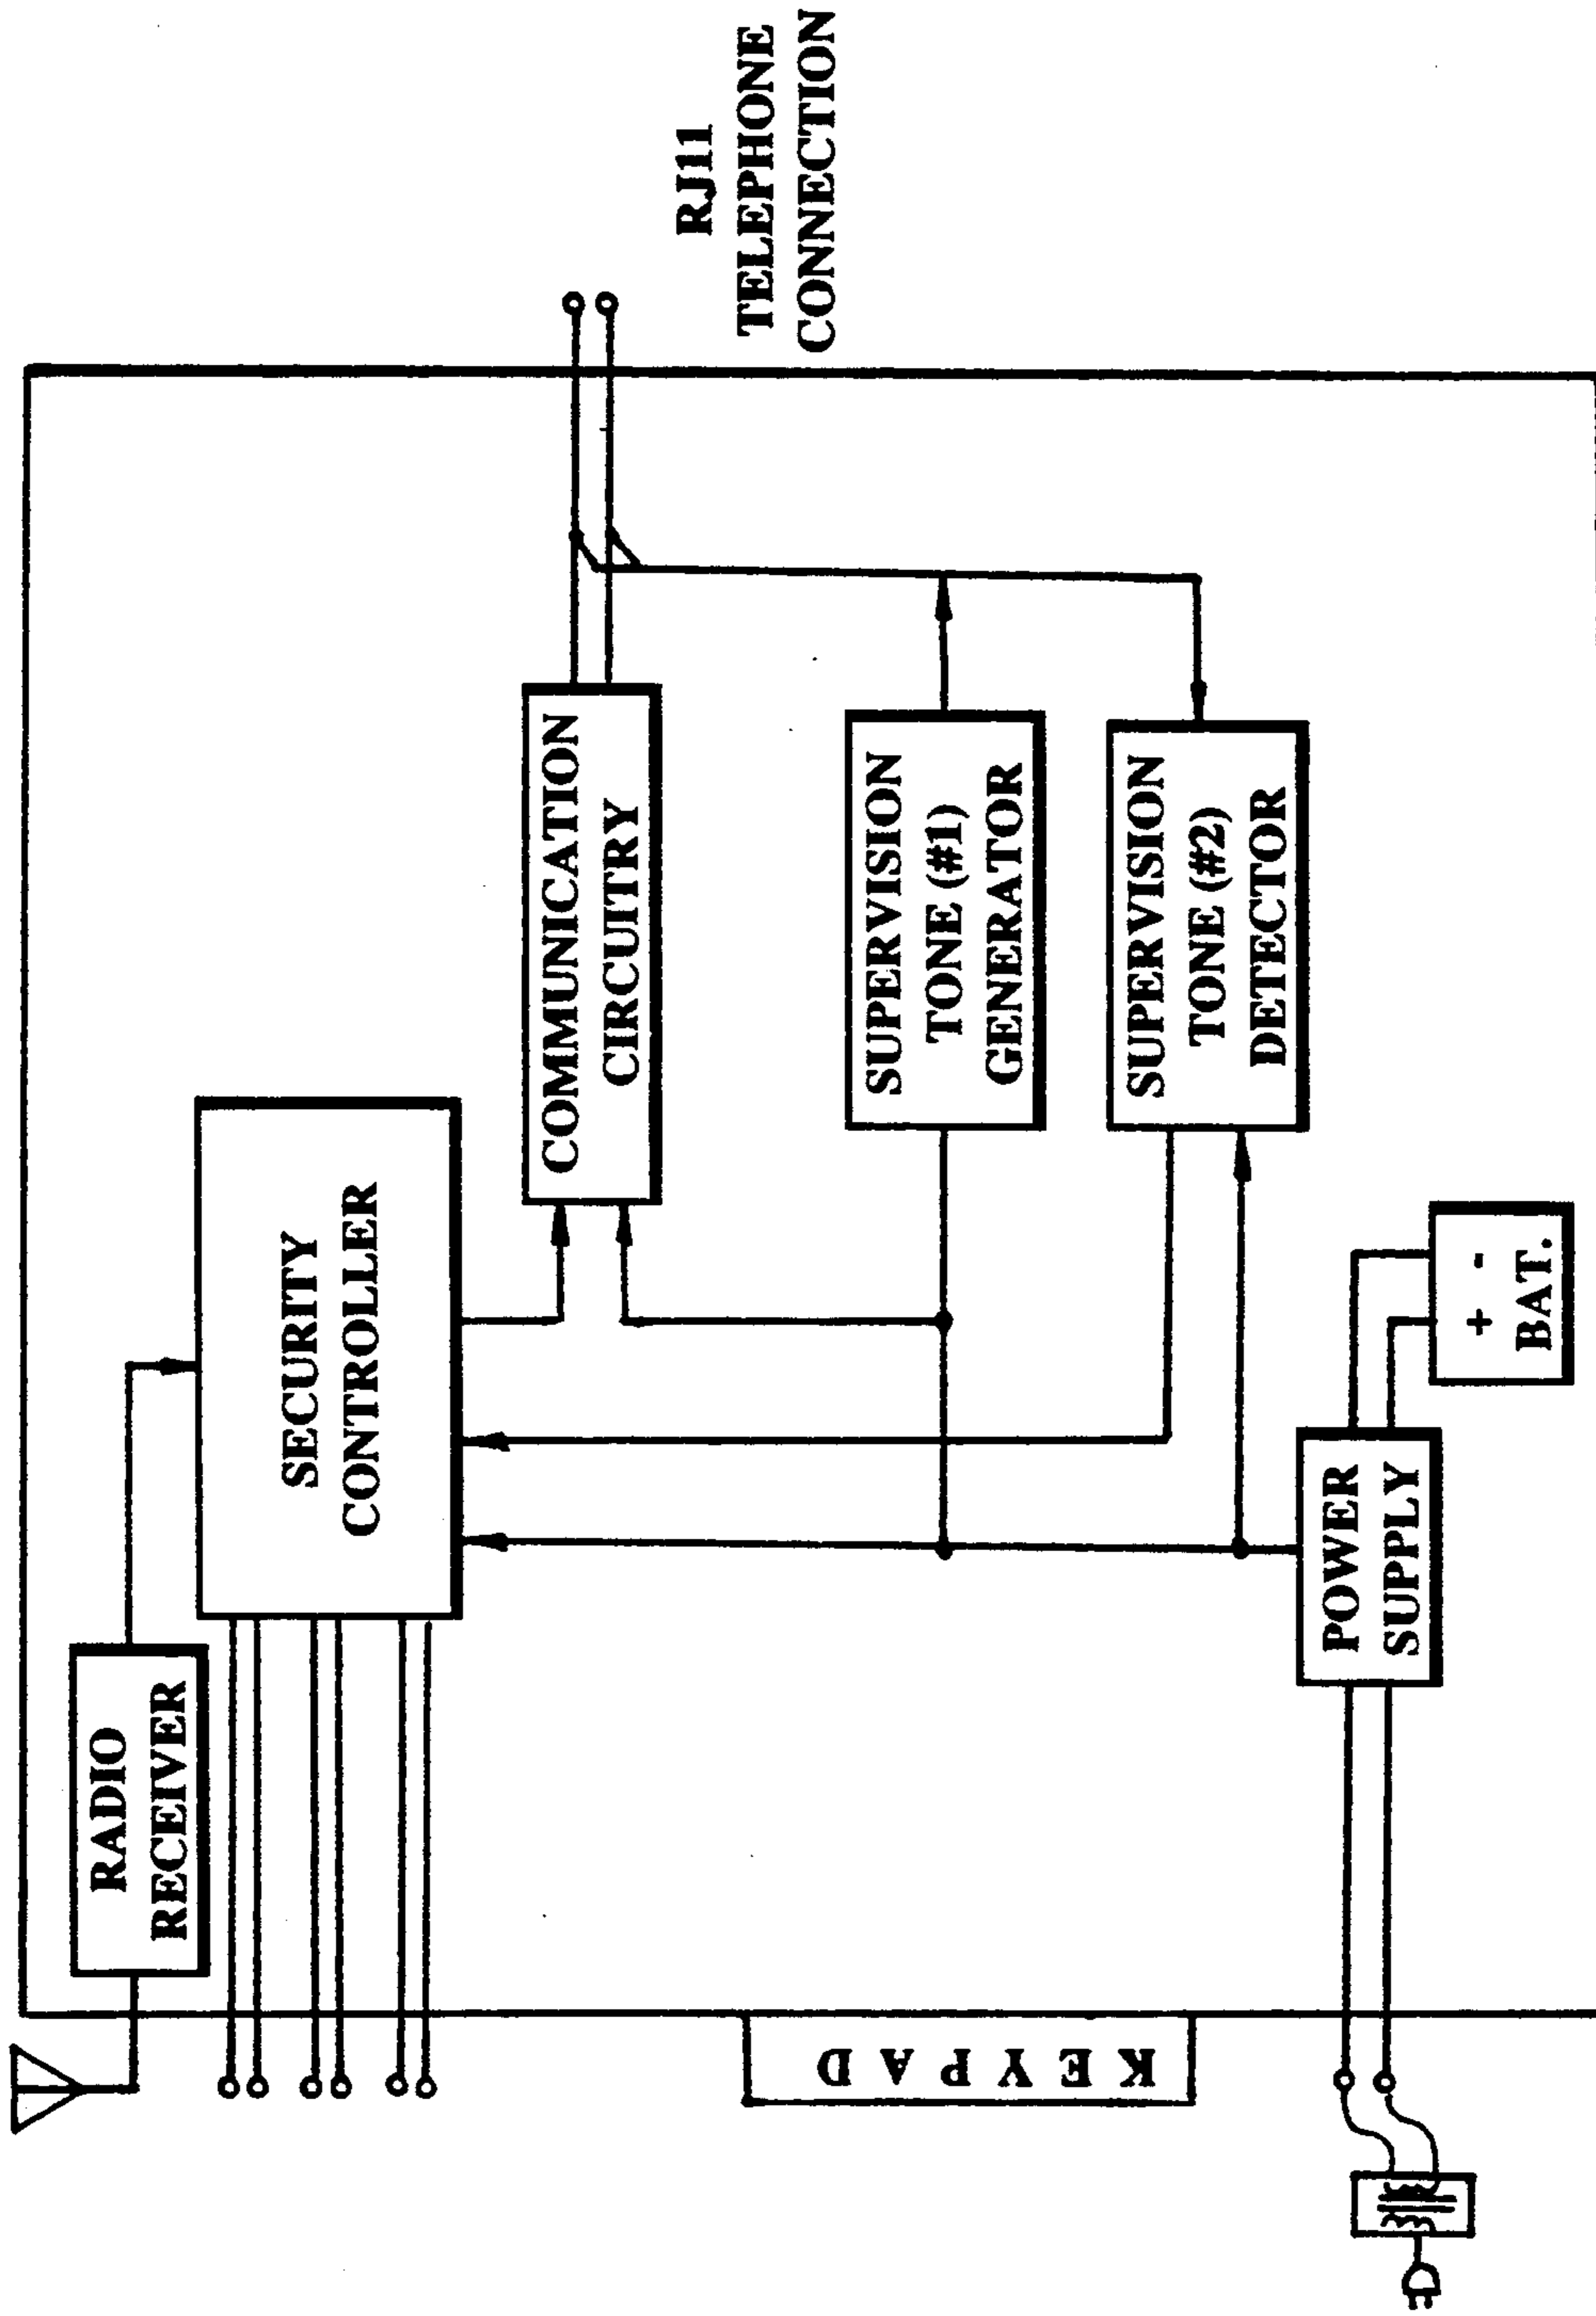 RADIO
RECEIVER
SECURITY
CONTROLLER
COMMUNICATION
CIRCUITRY
RJ11
TELEPHONE
CONNECTION
SUPERVISION
TONE (#1)
GENERATOR
SUPERVISION
TONE (#2)
DETECTOR
KEYPAD
POWER
SUPPLY
+ -
BAT.